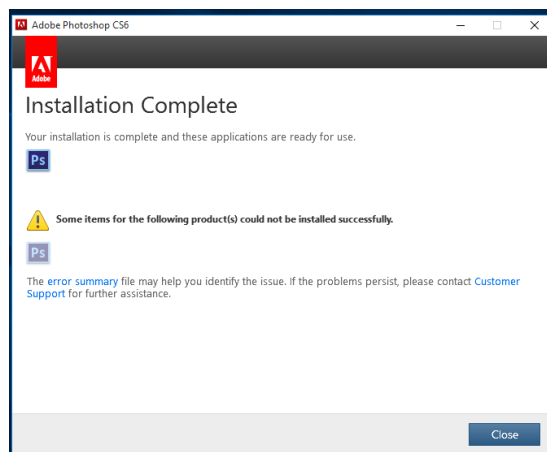 Adobe Photoshop CS6
Adobe
Installation Complete
Your installation is complete and these applications are ready for use.
Ps
Some items for the following product(s) could not be installed successfully.
Ps
The error summary file may help you identify the issue. If the problems persist, please contact Customer
Support for further assistance.
Close